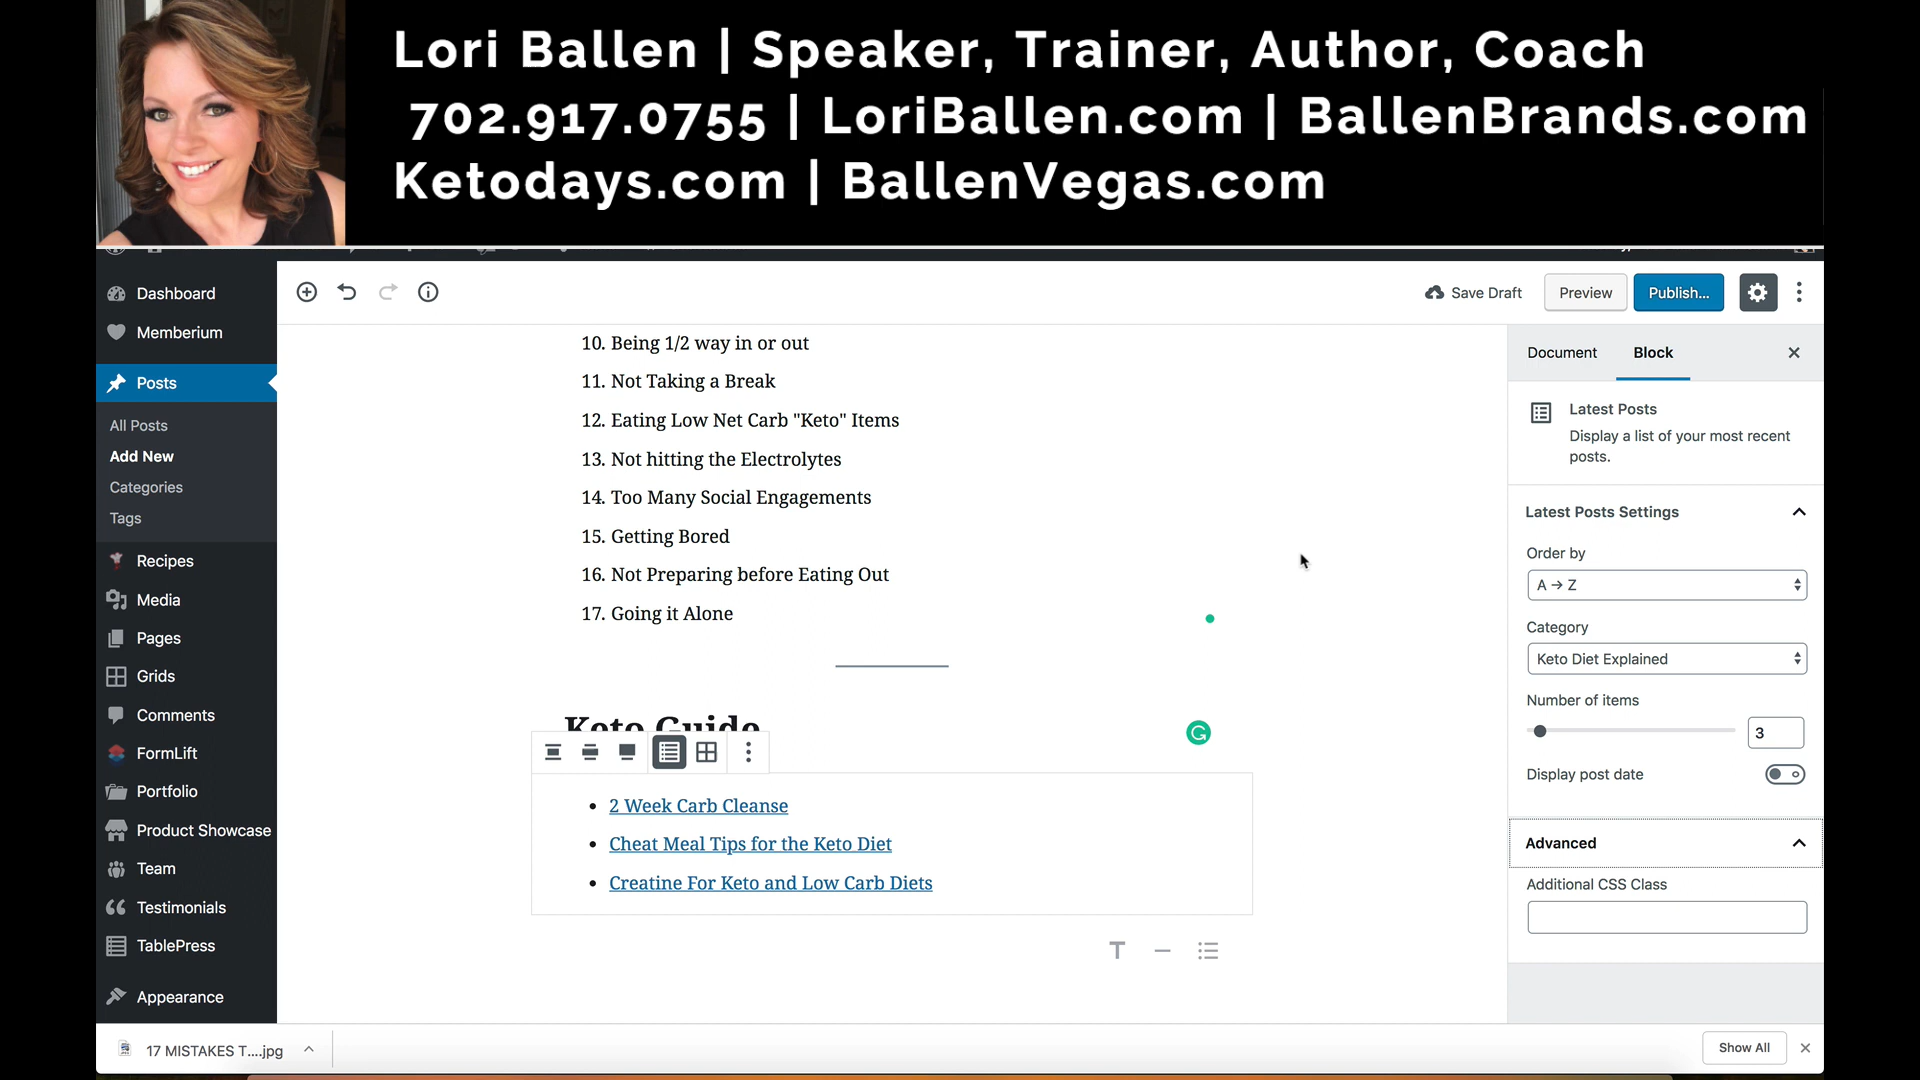 Lori Ballen | Speaker, Trainer, Author, Coach
702.917.0755 | LoriBallen.com | BallenBrands.com
Ketodays.com | BallenVegas.com
Save Draft
Preview
Publish...
Dashboard
Memberium
Posts
All Posts
Add New
Categories
Tags
Recipes
Media
Pages
Grids
Comments
FormLift
Portfolio
Product Showcase
Team
Testimonials
TablePress
Appearance
10. Being 1/2 way in or out
11. Not Taking a Break
12. Eating Low Net Carb "Keto" Items
13. Not hitting the Electrolytes
14. Too Many Social Engagements
15. Getting Bored
16. Not Preparing before Eating Out
17. Going it Alone
Keto Guide
2 Week Carb Cleanse
Cheat Meal Tips for the Keto Diet
Creatine For Keto and Low Carb Diets
Document Block
Latest Posts
Display a list of your most recent
posts.
Latest Posts Settings
Order by
A → Z
Category
Keto Diet Explained
Number of items
3
Display post date
Advanced
Additional CSS Class
17 MISTAKES T....jpg
Show All